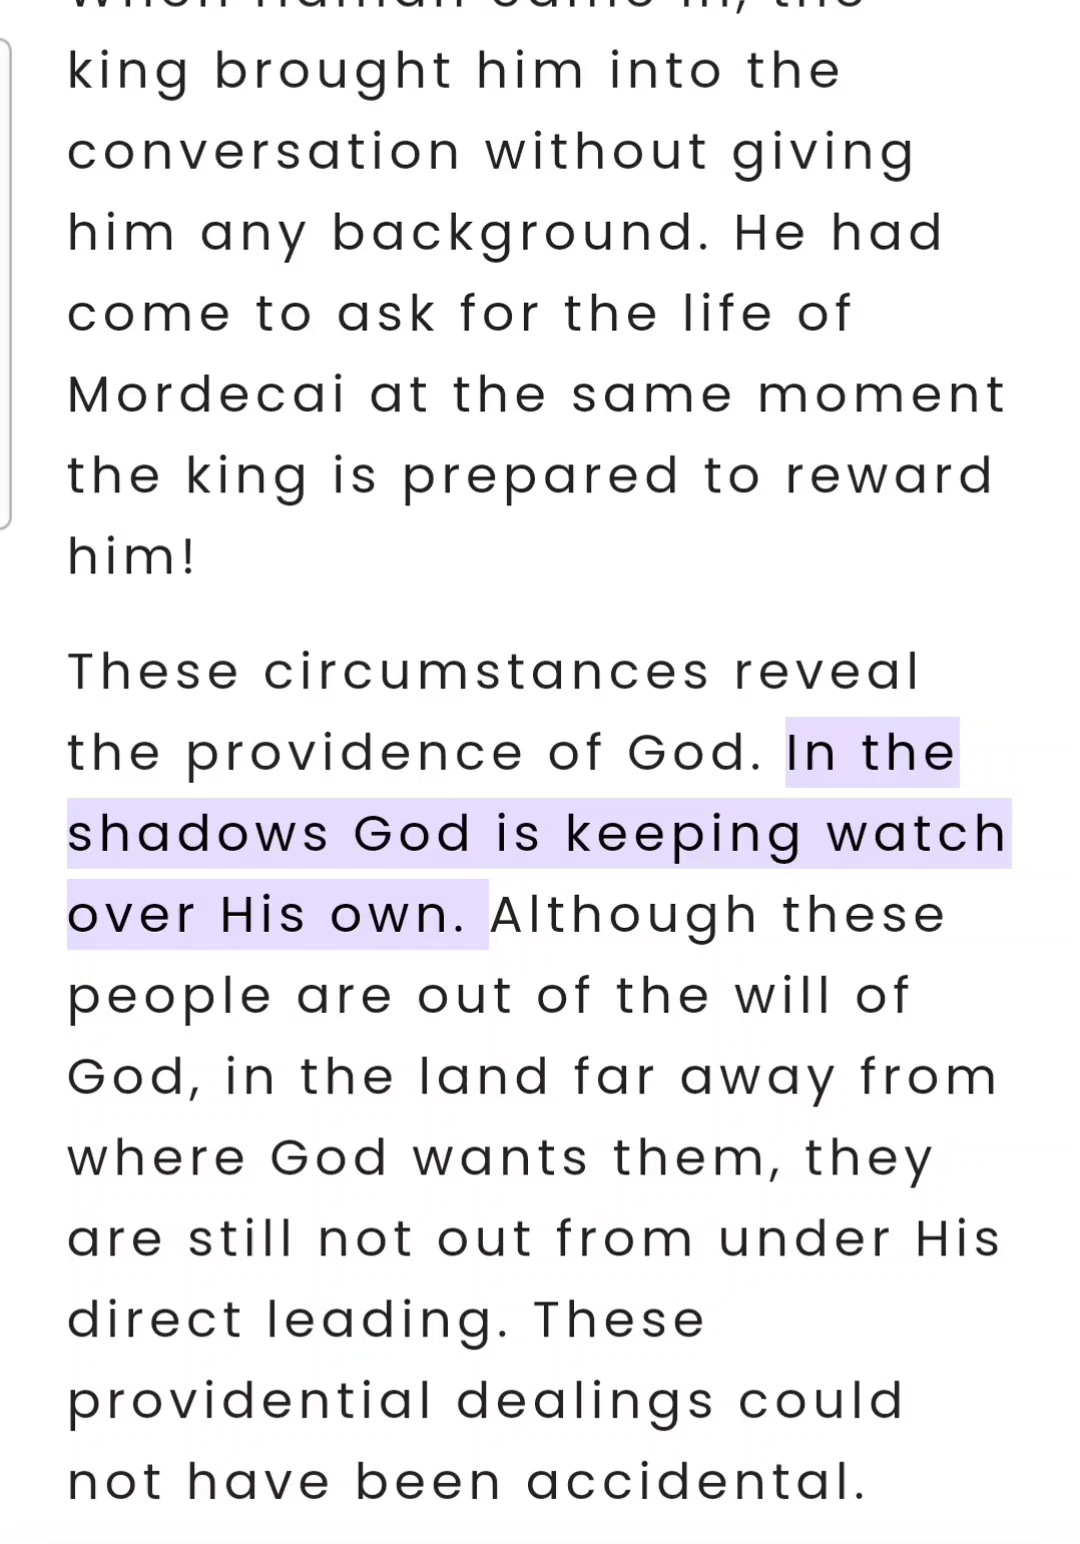 king brought him into the
conversation without giving
him any background. He had
come to ask for the life of
Mordecai at the same moment
the king is prepared to reward
him!
These circumstances reveal
the providence of God. In the
shadows God is keeping watch
over His own. Although these
people are out of the will of
God, in the land far away from
where God wants them, they
are still not out from under His
direct leading. These
providential dealings could
not have been accidental.